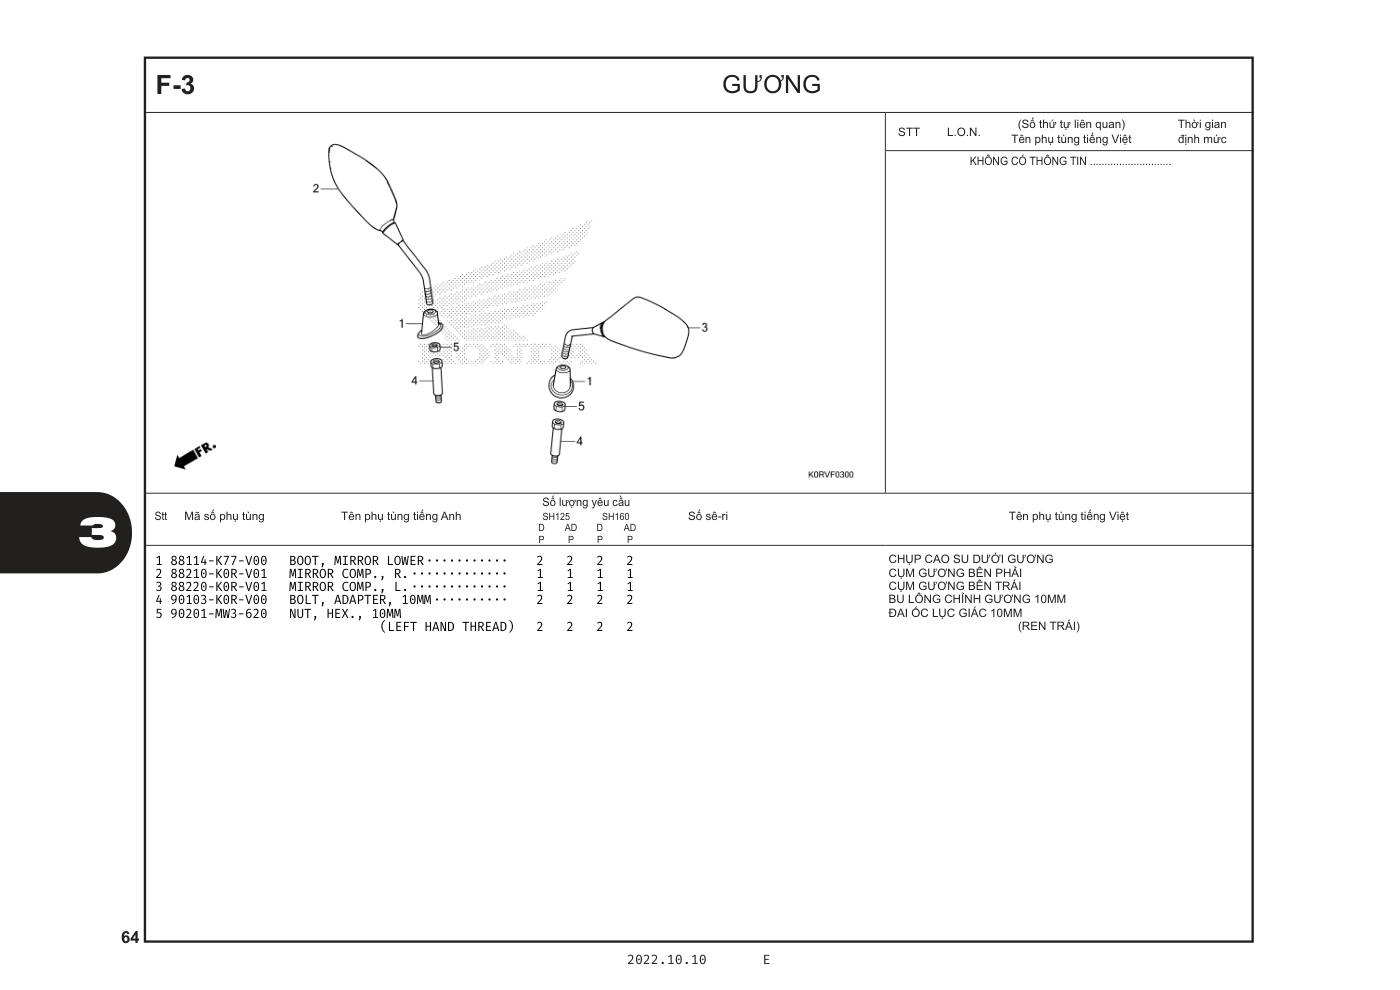 F-3 GƯƠNG
STT L.O.N. (Số thứ tự liên quan) Tên phụ tùng tiếng Việt Thời gian định mức
KHÔNG CÓ THÔNG TIN ............................
2
1
5
4
3
1
5
4
HONDA
FR.
K0RVF0300
3
Stt Mã số phụ tùng Tên phụ tùng tiếng Anh Số lượng yêu cầu Số sê-ri Tên phụ tùng tiếng Việt
SH125 SH160
D AD D AD
P P P P
1 88114-K77-V00 BOOT, MIRROR LOWER··········· 2 2 2 2 CHỤP CAO SU DƯỚI GƯƠNG
2 88210-K0R-V01 MIRROR COMP., R.············· 1 1 1 1 CỤM GƯƠNG BÊN PHẢI
3 88220-K0R-V01 MIRROR COMP., L.············· 1 1 1 1 CỤM GƯƠNG BÊN TRÁI
4 90103-K0R-V00 BOLT, ADAPTER, 10MM·········· 2 2 2 2 BU LÔNG CHỈNH GƯƠNG 10MM
5 90201-MW3-620 NUT, HEX., 10MM ĐAI ỐC LỤC GIÁC 10MM
(LEFT HAND THREAD) 2 2 2 2 (REN TRÁI)
64
2022.10.10 E